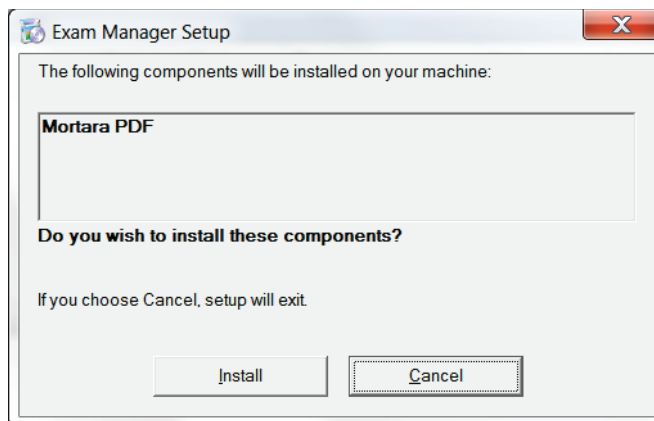 Exam Manager Setup
The following components will be installed on your machine:
Mortara PDF
Do you wish to install these components?
If you choose Cancel, setup will exit.
Install
Cancel